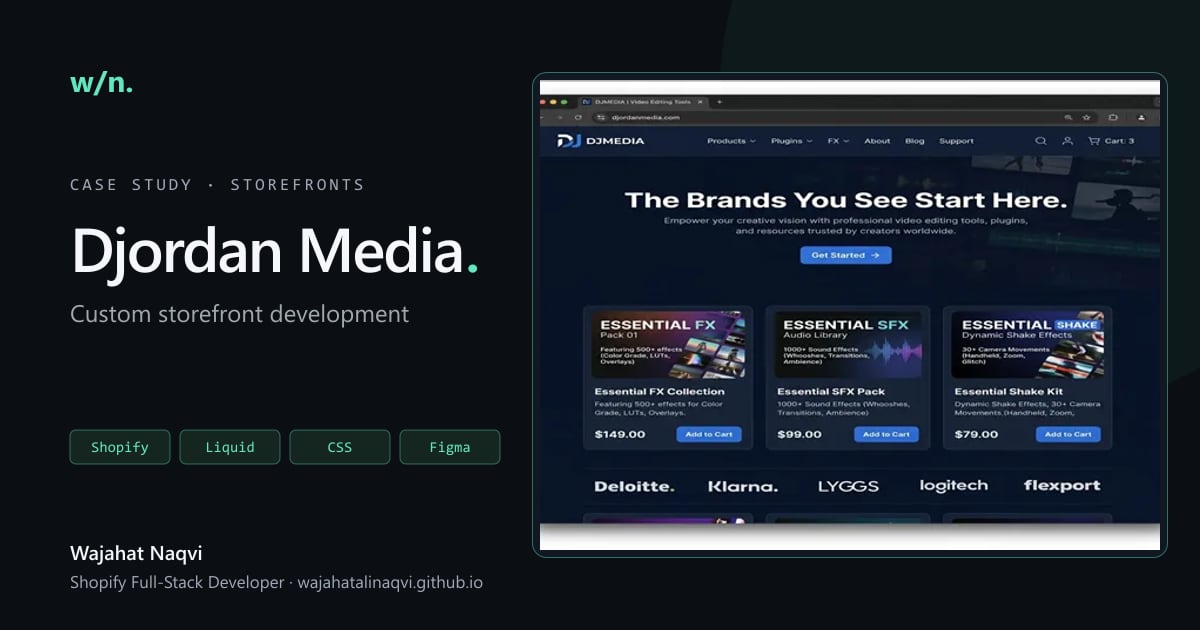 w/n.
CASE STUDY · STOREFRONTS
Djordan Media.
Custom storefront development
Shopify
Liquid
CSS
Figma
Wajahat Naqvi
Shopify Full-Stack Developer · wajahatalinaqvi.github.io
DJMEDIA | Video Editing Tools
djordanmedia.com
DJ DJMEDIA
Products
Plugins
FX
About
Blog
Support
Cart: 3
The Brands You See Start Here.
Empower your creative vision with professional video editing tools, plugins,
and resources trusted by creators worldwide.
Get Started →
ESSENTIAL FX
Pack 01
Featuring 500+ effects
(Color Grade, LUTs,
Overlays)
Essential FX Collection
Featuring 500+ effects for Color
Grade, LUTs, Overlays.
$149.00
Add to Cart
ESSENTIAL SFX
Audio Library
1000+ Sound Effects
(Whooshes, Transitions,
Ambience)
Essential SFX Pack
1000+ Sound Effects (Whooshes,
Transitions, Ambience)
$99.00
Add to Cart
ESSENTIAL SHAKE
Dynamic Shake Effects
30+ Camera Movements
(Handheld, Zoom,
Glitch)
Essential Shake Kit
Dynamic Shake Effects, 30+ Camera
Movements (Handheld, Zoom,
$79.00
Add to Cart
Deloitte.
Klarna.
LYGGS
logitech
flexport